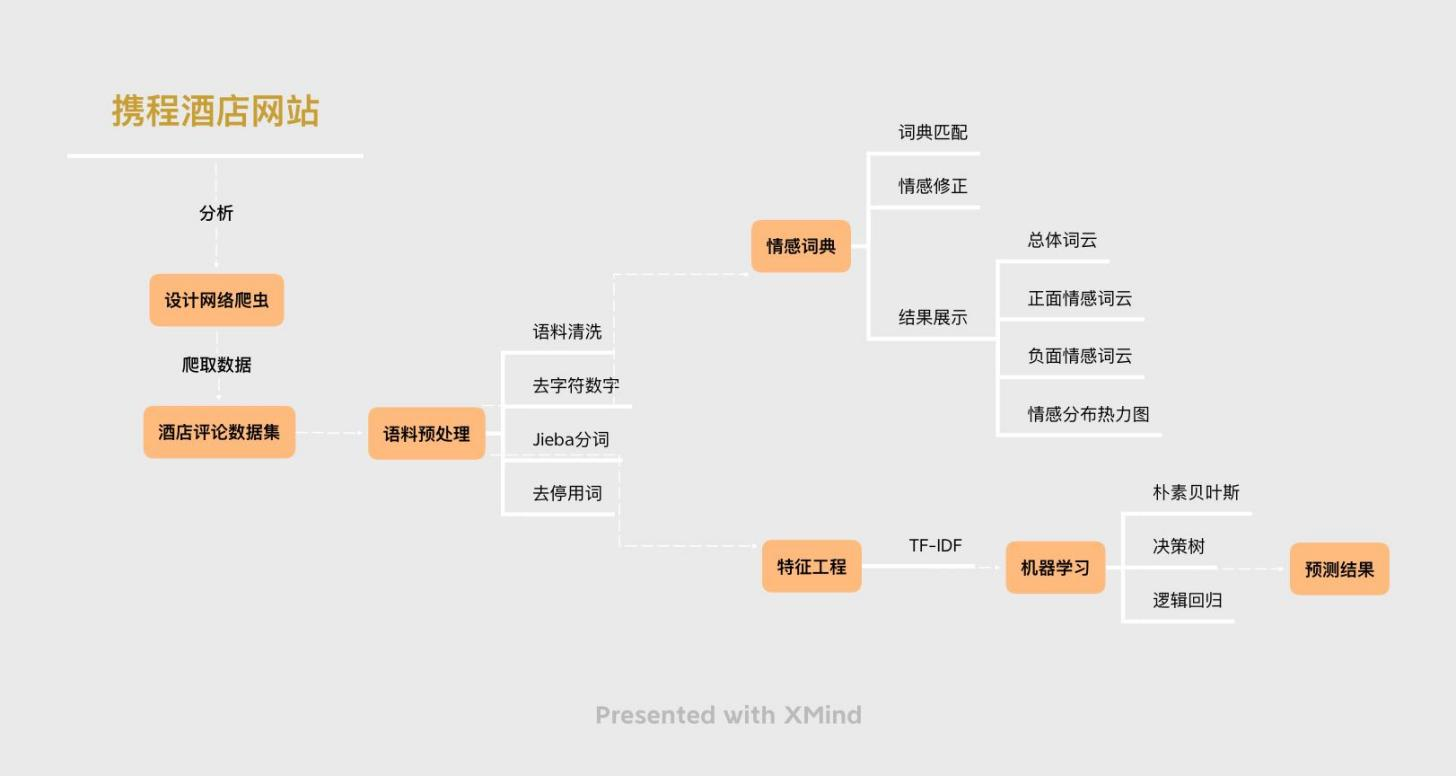 携程酒店网站
分析
设计网络爬虫
爬取数据
酒店评论数据集
语料预处理
语料清洗
去字符数字
Jieba分词
去停用词
情感词典
词典匹配
情感修正
结果展示
总体词云
正面情感词云
负面情感词云
情感分布热力图
特征工程
TF-IDF
机器学习
朴素贝叶斯
决策树
逻辑回归
预测结果
Presented with XMind